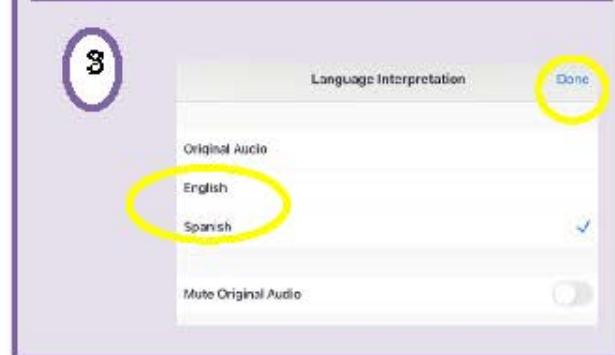 3
Language Interpretation Done
Original Audio
English
Spanish
Mute Original Audio